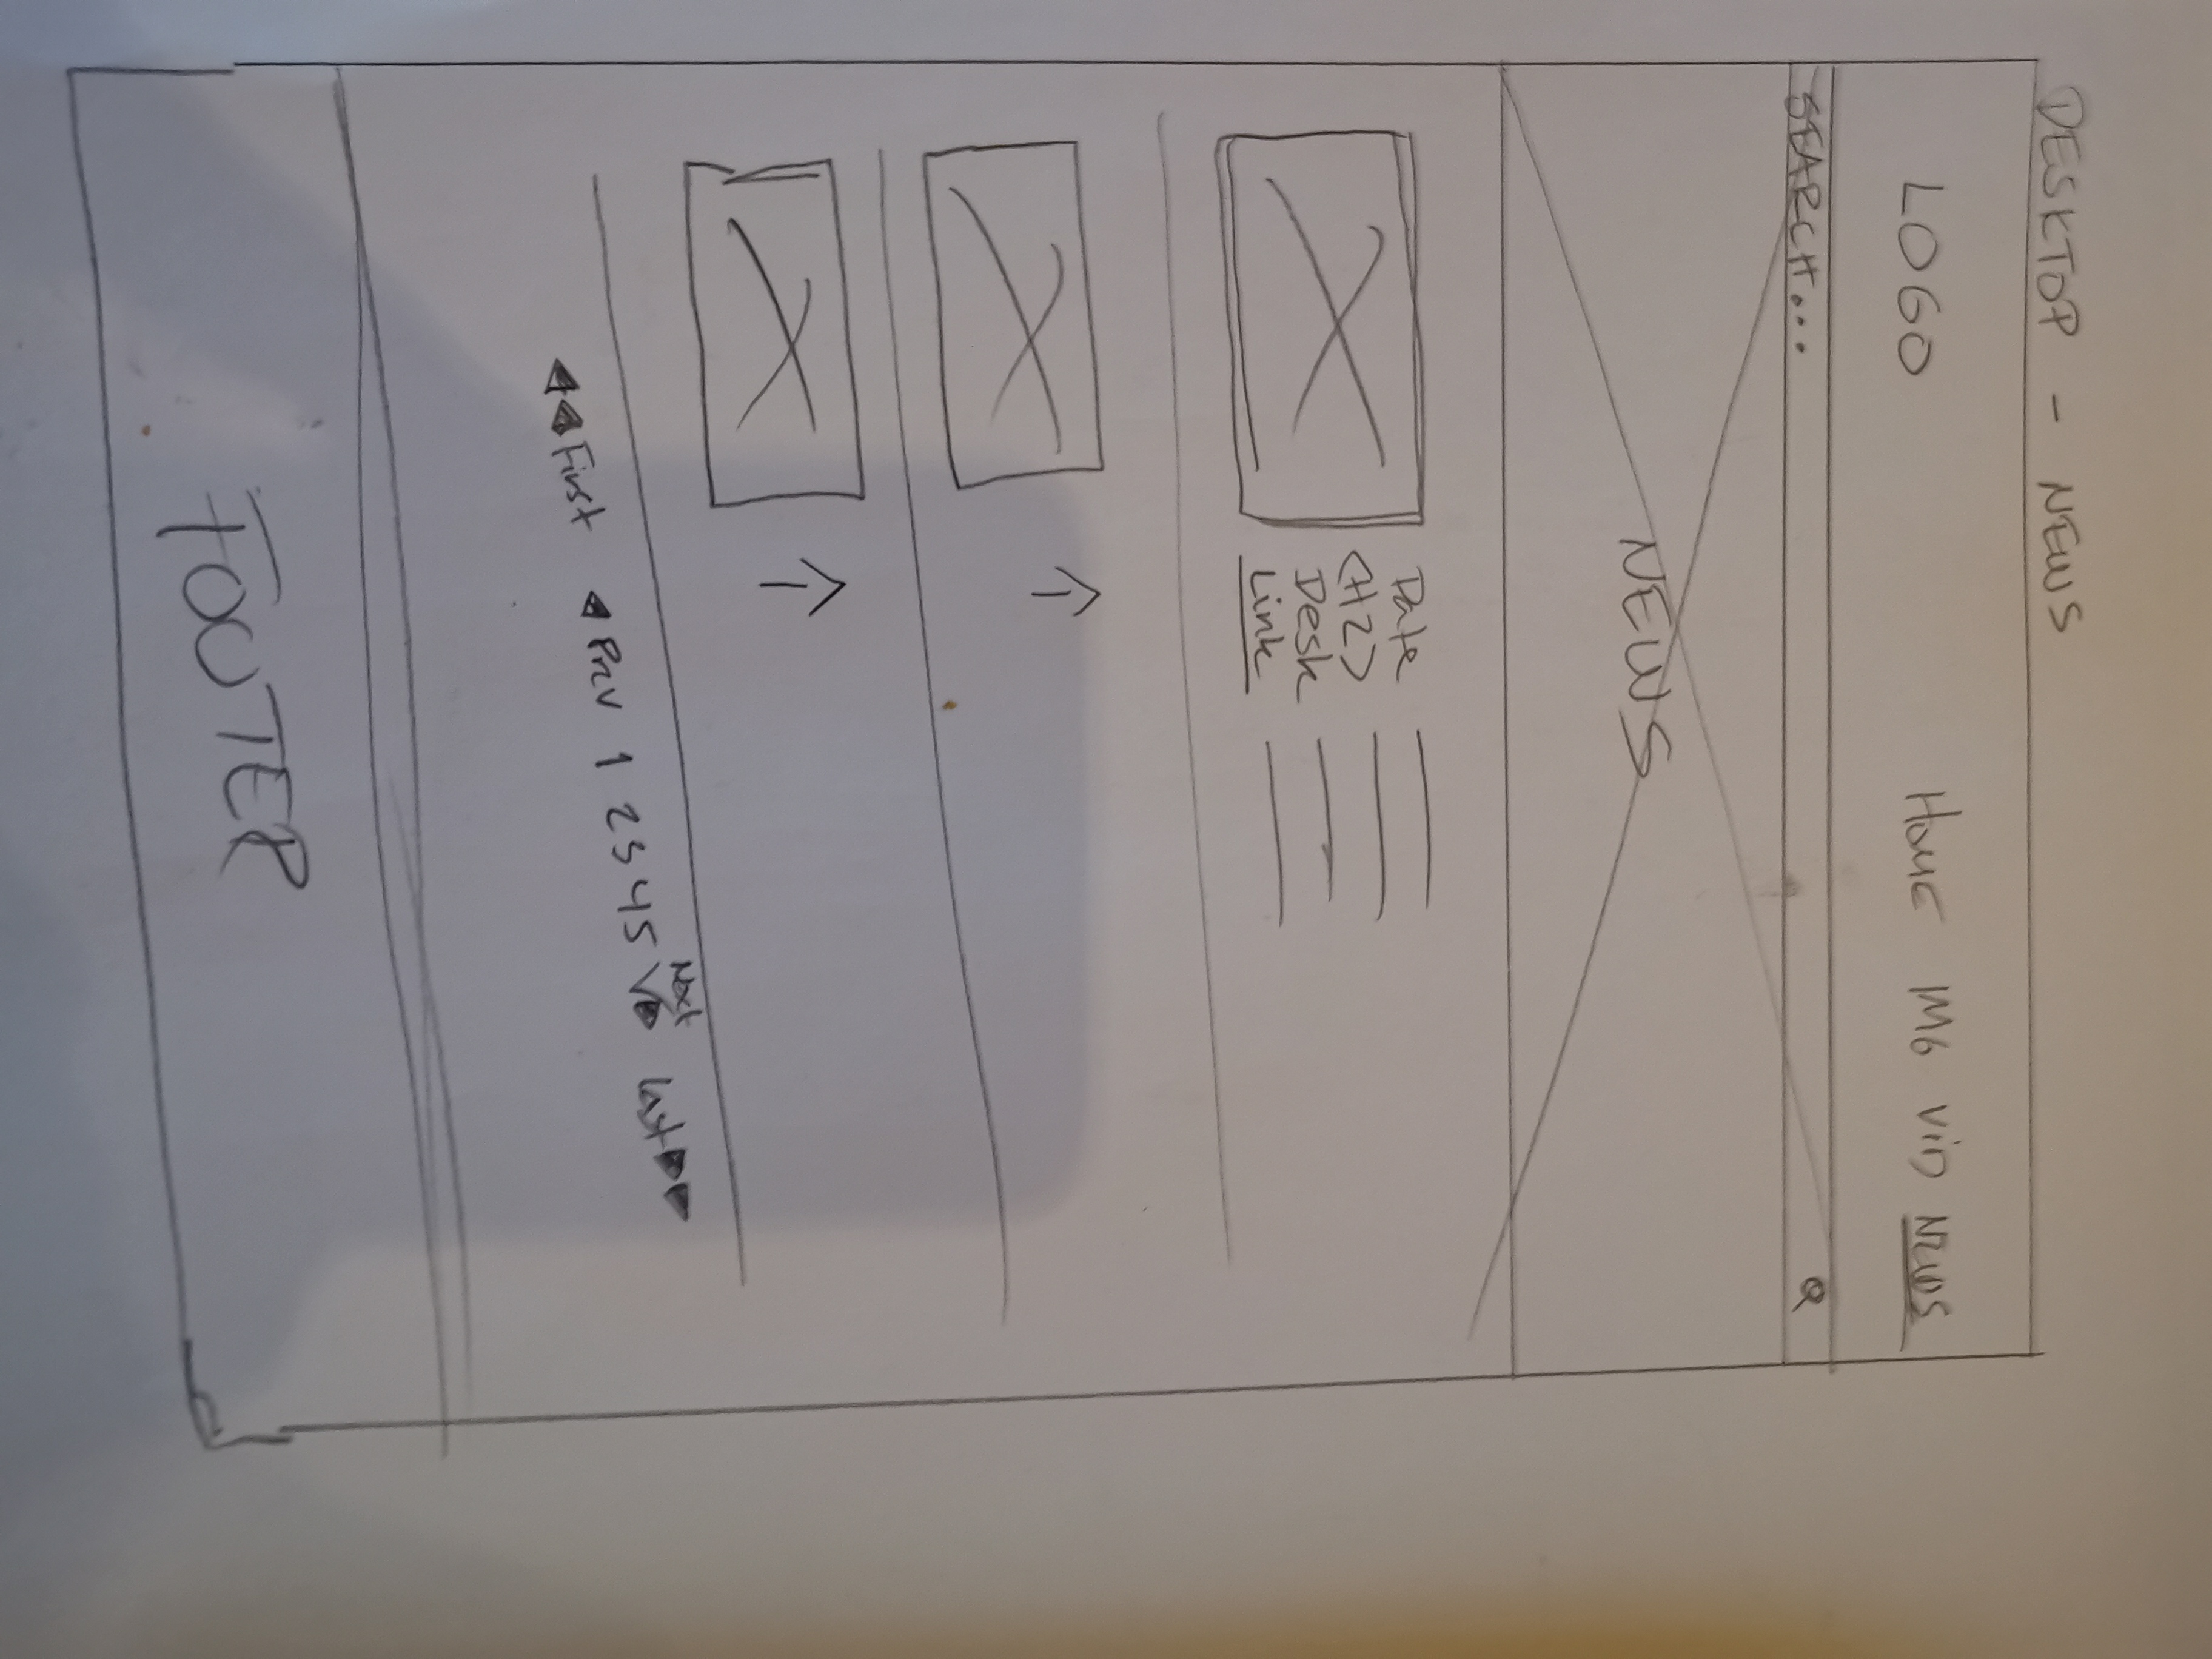 DESKTOP - NEWS
LOGO HOME IMG VID NEWS
SEARCH...
NEWS
Date
<H2>
Desk
Link
First Prev 1 2 3 4 5 Next Last
FOOTER